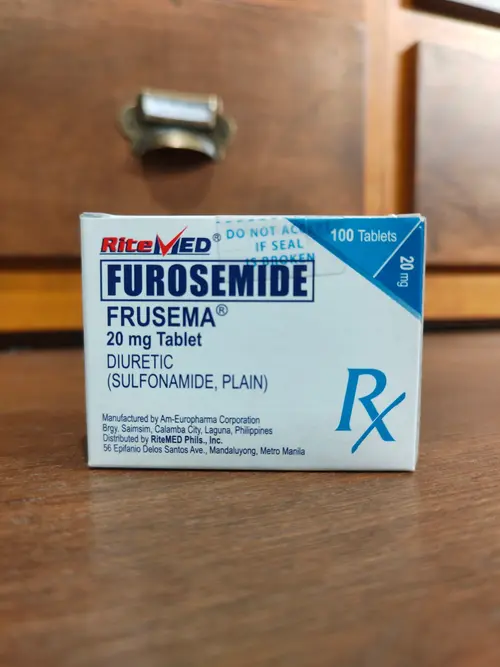 RiteMED®
DO NOT ACCEPT
IF SEAL
IS BROKEN
100 Tablets
20 mg
FUROSEMIDE
FRUSEMA®
20 mg Tablet
DIURETIC
(SULFONAMIDE, PLAIN)
Rx
Manufactured by Am-Europharma Corporation
Brgy. Saimsim, Calamba City, Laguna, Philippines
Distributed by RiteMED Phils., Inc.
56 Epifanio Delos Santos Ave., Mandaluyong, Metro Manila